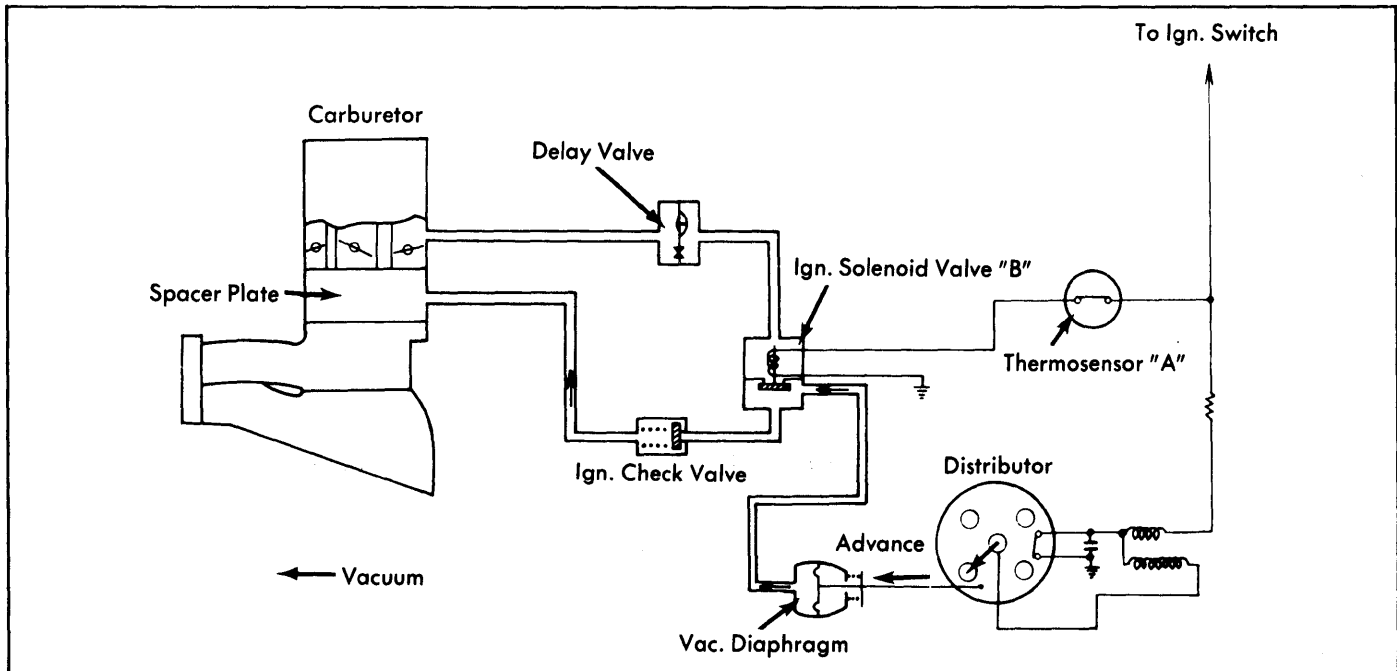 To Ign. Switch
Carburetor
Delay Valve
Ign. Solenoid Valve "B"
Spacer Plate
Thermosensor "A"
Ign. Check Valve
Distributor
Advance
Vacuum
Vac. Diaphragm